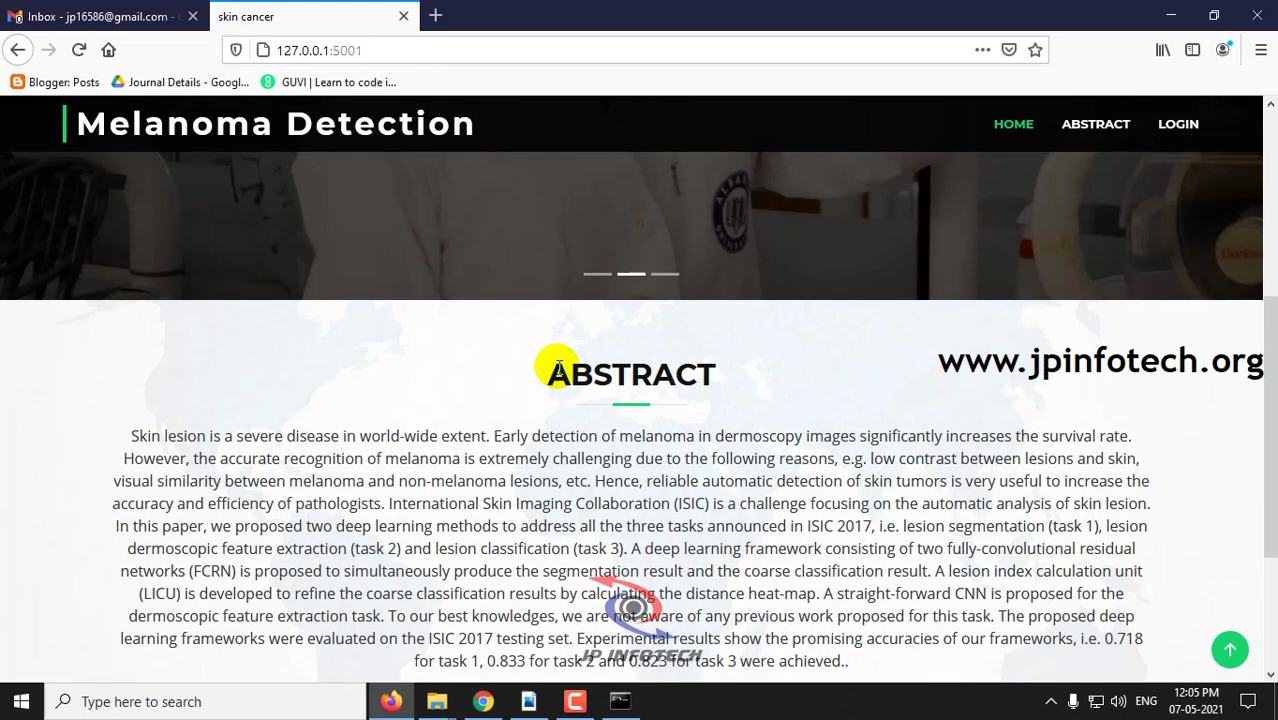 Inbox - jp16586@gmail.com -
skin cancer
127.0.0.1:5001
Blogger: Posts
Journal Details - Googl...
GUVI | Learn to code i...
Melanoma Detection
HOME
ABSTRACT
LOGIN
ABSTRACT
www.jpinfotech.org
Skin lesion is a severe disease in world-wide extent. Early detection of melanoma in dermoscopy images significantly increases the survival rate.
However, the accurate recognition of melanoma is extremely challenging due to the following reasons, e.g. low contrast between lesions and skin,
visual similarity between melanoma and non-melanoma lesions, etc. Hence, reliable automatic detection of skin tumors is very useful to increase the
accuracy and efficiency of pathologists. International Skin Imaging Collaboration (ISIC) is a challenge focusing on the automatic analysis of skin lesion.
In this paper, we proposed two deep learning methods to address all the three tasks announced in ISIC 2017, i.e. lesion segmentation (task 1), lesion
dermoscopic feature extraction (task 2) and lesion classification (task 3). A deep learning framework consisting of two fully-convolutional residual
networks (FCRN) is proposed to simultaneously produce the segmentation result and the coarse classification result. A lesion index calculation unit
(LICU) is developed to refine the coarse classification results by calculating the distance heat-map. A straight-forward CNN is proposed for the
dermoscopic feature extraction task. To our best knowledges, we are not aware of any previous work proposed for this task. The proposed deep
learning frameworks were evaluated on the ISIC 2017 testing set. Experimental results show the promising accuracies of our frameworks, i.e. 0.718
for task 1, 0.833 for task 2 and 0.823 for task 3 were achieved..
JP INFOTECH
Type here to search
ENG
12:05 PM
07-05-2021